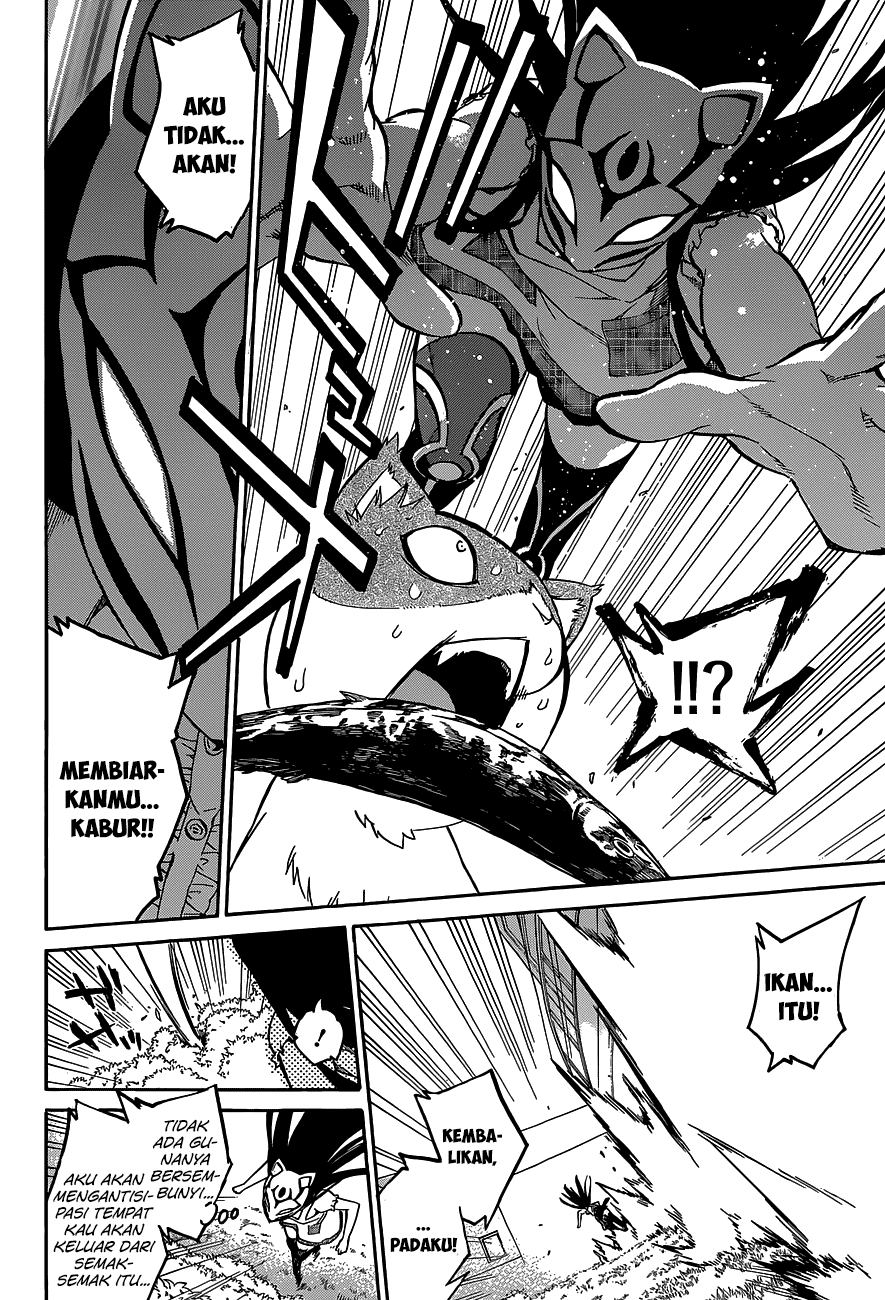 AKU
TIDAK...
AKAN!
!!?
MEMBIAR-
KANMU...
KABUR!!
IKAN...
ITU!
KEMBA-
LIKAN,
...
PADAKU!
!
TIDAK
ADA GU-
NANYA
BERSEM-
BUNYI...
AKU AKAN
MENGANTISI-
PASI TEMPAT
KAU AKAN
KELUAR DARI
SEMAK-
SEMAK ITU...